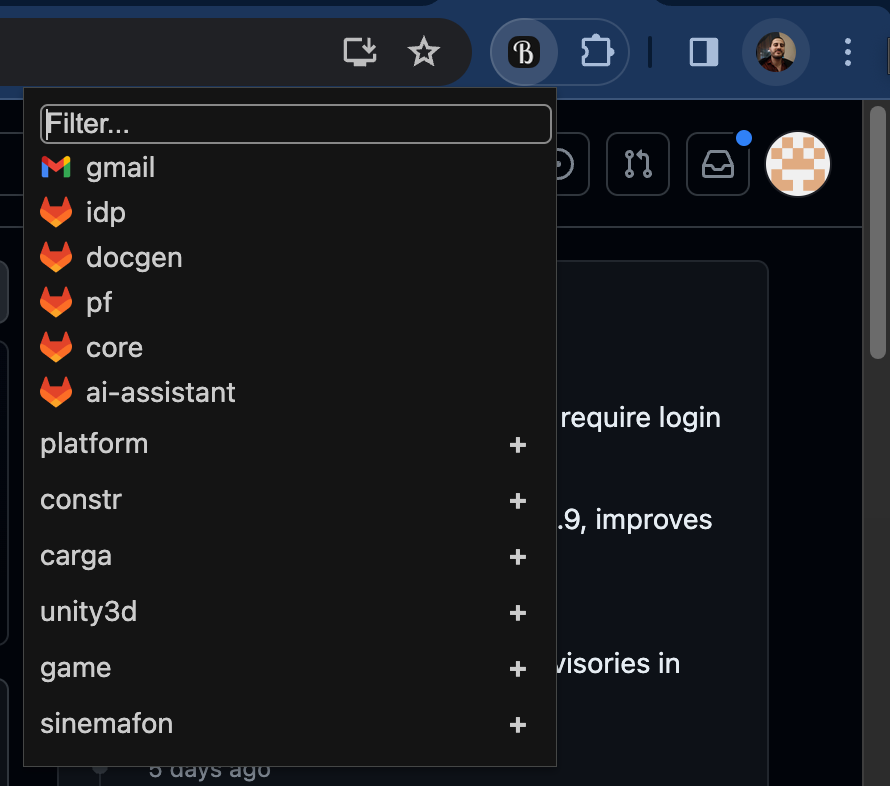 B
Filter...
gmail
idp
docgen
pf
core
ai-assistant
platform +
require login
constr +
.9, improves
carga +
unity3d +
game +
visories in
sinemafon +
5 days ago